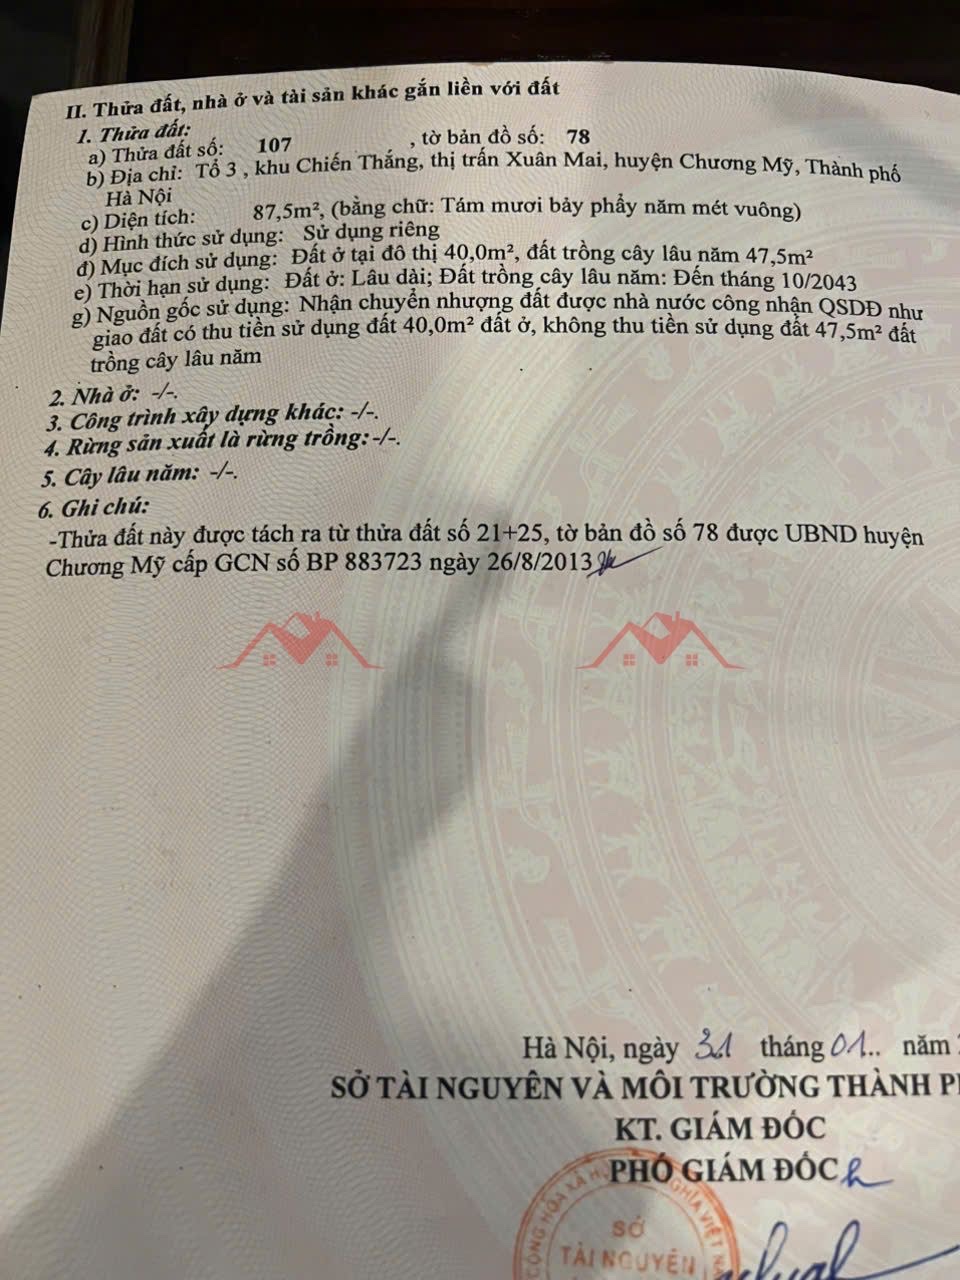 II. Thửa đất, nhà ở và tài sản khác gắn liền với đất
1. Thửa đất:
a) Thửa đất số: 107 , tờ bản đồ số: 78
b) Địa chỉ: Tổ 3 , khu Chiến Thắng, thị trấn Xuân Mai, huyện Chương Mỹ, Thành phố
Hà Nội
c) Diện tích: 87,5m², (bằng chữ: Tám mươi bảy phẩy năm mét vuông)
d) Hình thức sử dụng: Sử dụng riêng
đ) Mục đích sử dụng: Đất ở tại đô thị 40,0m², đất trồng cây lâu năm 47,5m²
e) Thời hạn sử dụng: Đất ở: Lâu dài; Đất trồng cây lâu năm: Đến tháng 10/2043
g) Nguồn gốc sử dụng: Nhận chuyển nhượng đất được nhà nước công nhận QSDĐ như
giao đất có thu tiền sử dụng đất 40,0m² đất ở, không thu tiền sử dụng đất 47,5m² đất
trồng cây lâu năm
2. Nhà ở: -/-.
3. Công trình xây dựng khác: -/-.
4. Rừng sản xuất là rừng trồng: -/-.
5. Cây lâu năm: -/-.
6. Ghi chú:
-Thửa đất này được tách ra từ thửa đất số 21+25, tờ bản đồ số 78 được UBND huyện
Chương Mỹ cấp GCN số BP 883723 ngày 26/8/2013
Hà Nội, ngày 31 tháng 01.. năm
SỞ TÀI NGUYÊN VÀ MÔI TRƯỜNG THÀNH
KT. GIÁM ĐỐC
PHÓ GIÁM ĐỐC
CỘNG HÒA XÃ NGHĨA VIỆT
SỞ
TÀI NGUYÊN